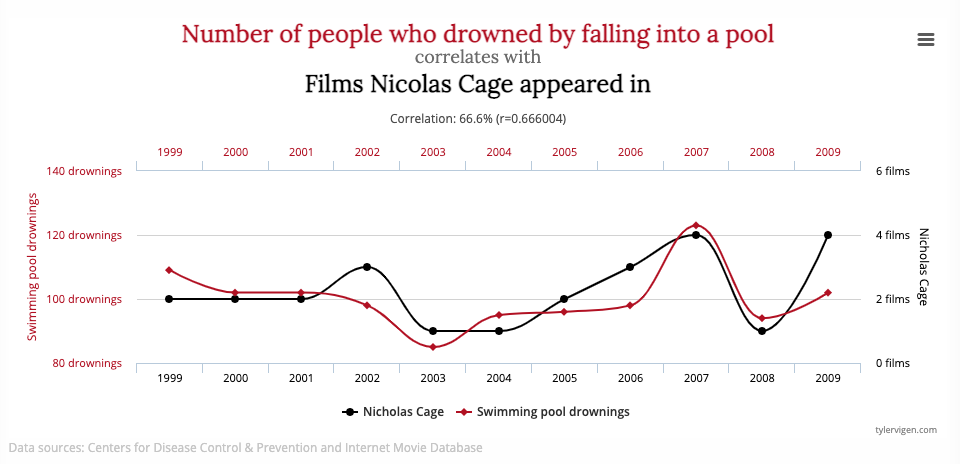 Number of people who drowned by falling into a pool
correlates with
Films Nicolas Cage appeared in
Correlation: 66.6% (r=0.666004)
1999 2000 2001 2002 2003 2004 2005 2006 2007 2008 2009
140 drownings 6 films
120 drownings 4 films
100 drownings 2 films
80 drownings 0 films
Swimming pool drownings
Nicholas Cage
1999 2000 2001 2002 2003 2004 2005 2006 2007 2008 2009
Nicholas Cage Swimming pool drownings
tylervigen.com
Data sources: Centers for Disease Control & Prevention and Internet Movie Database